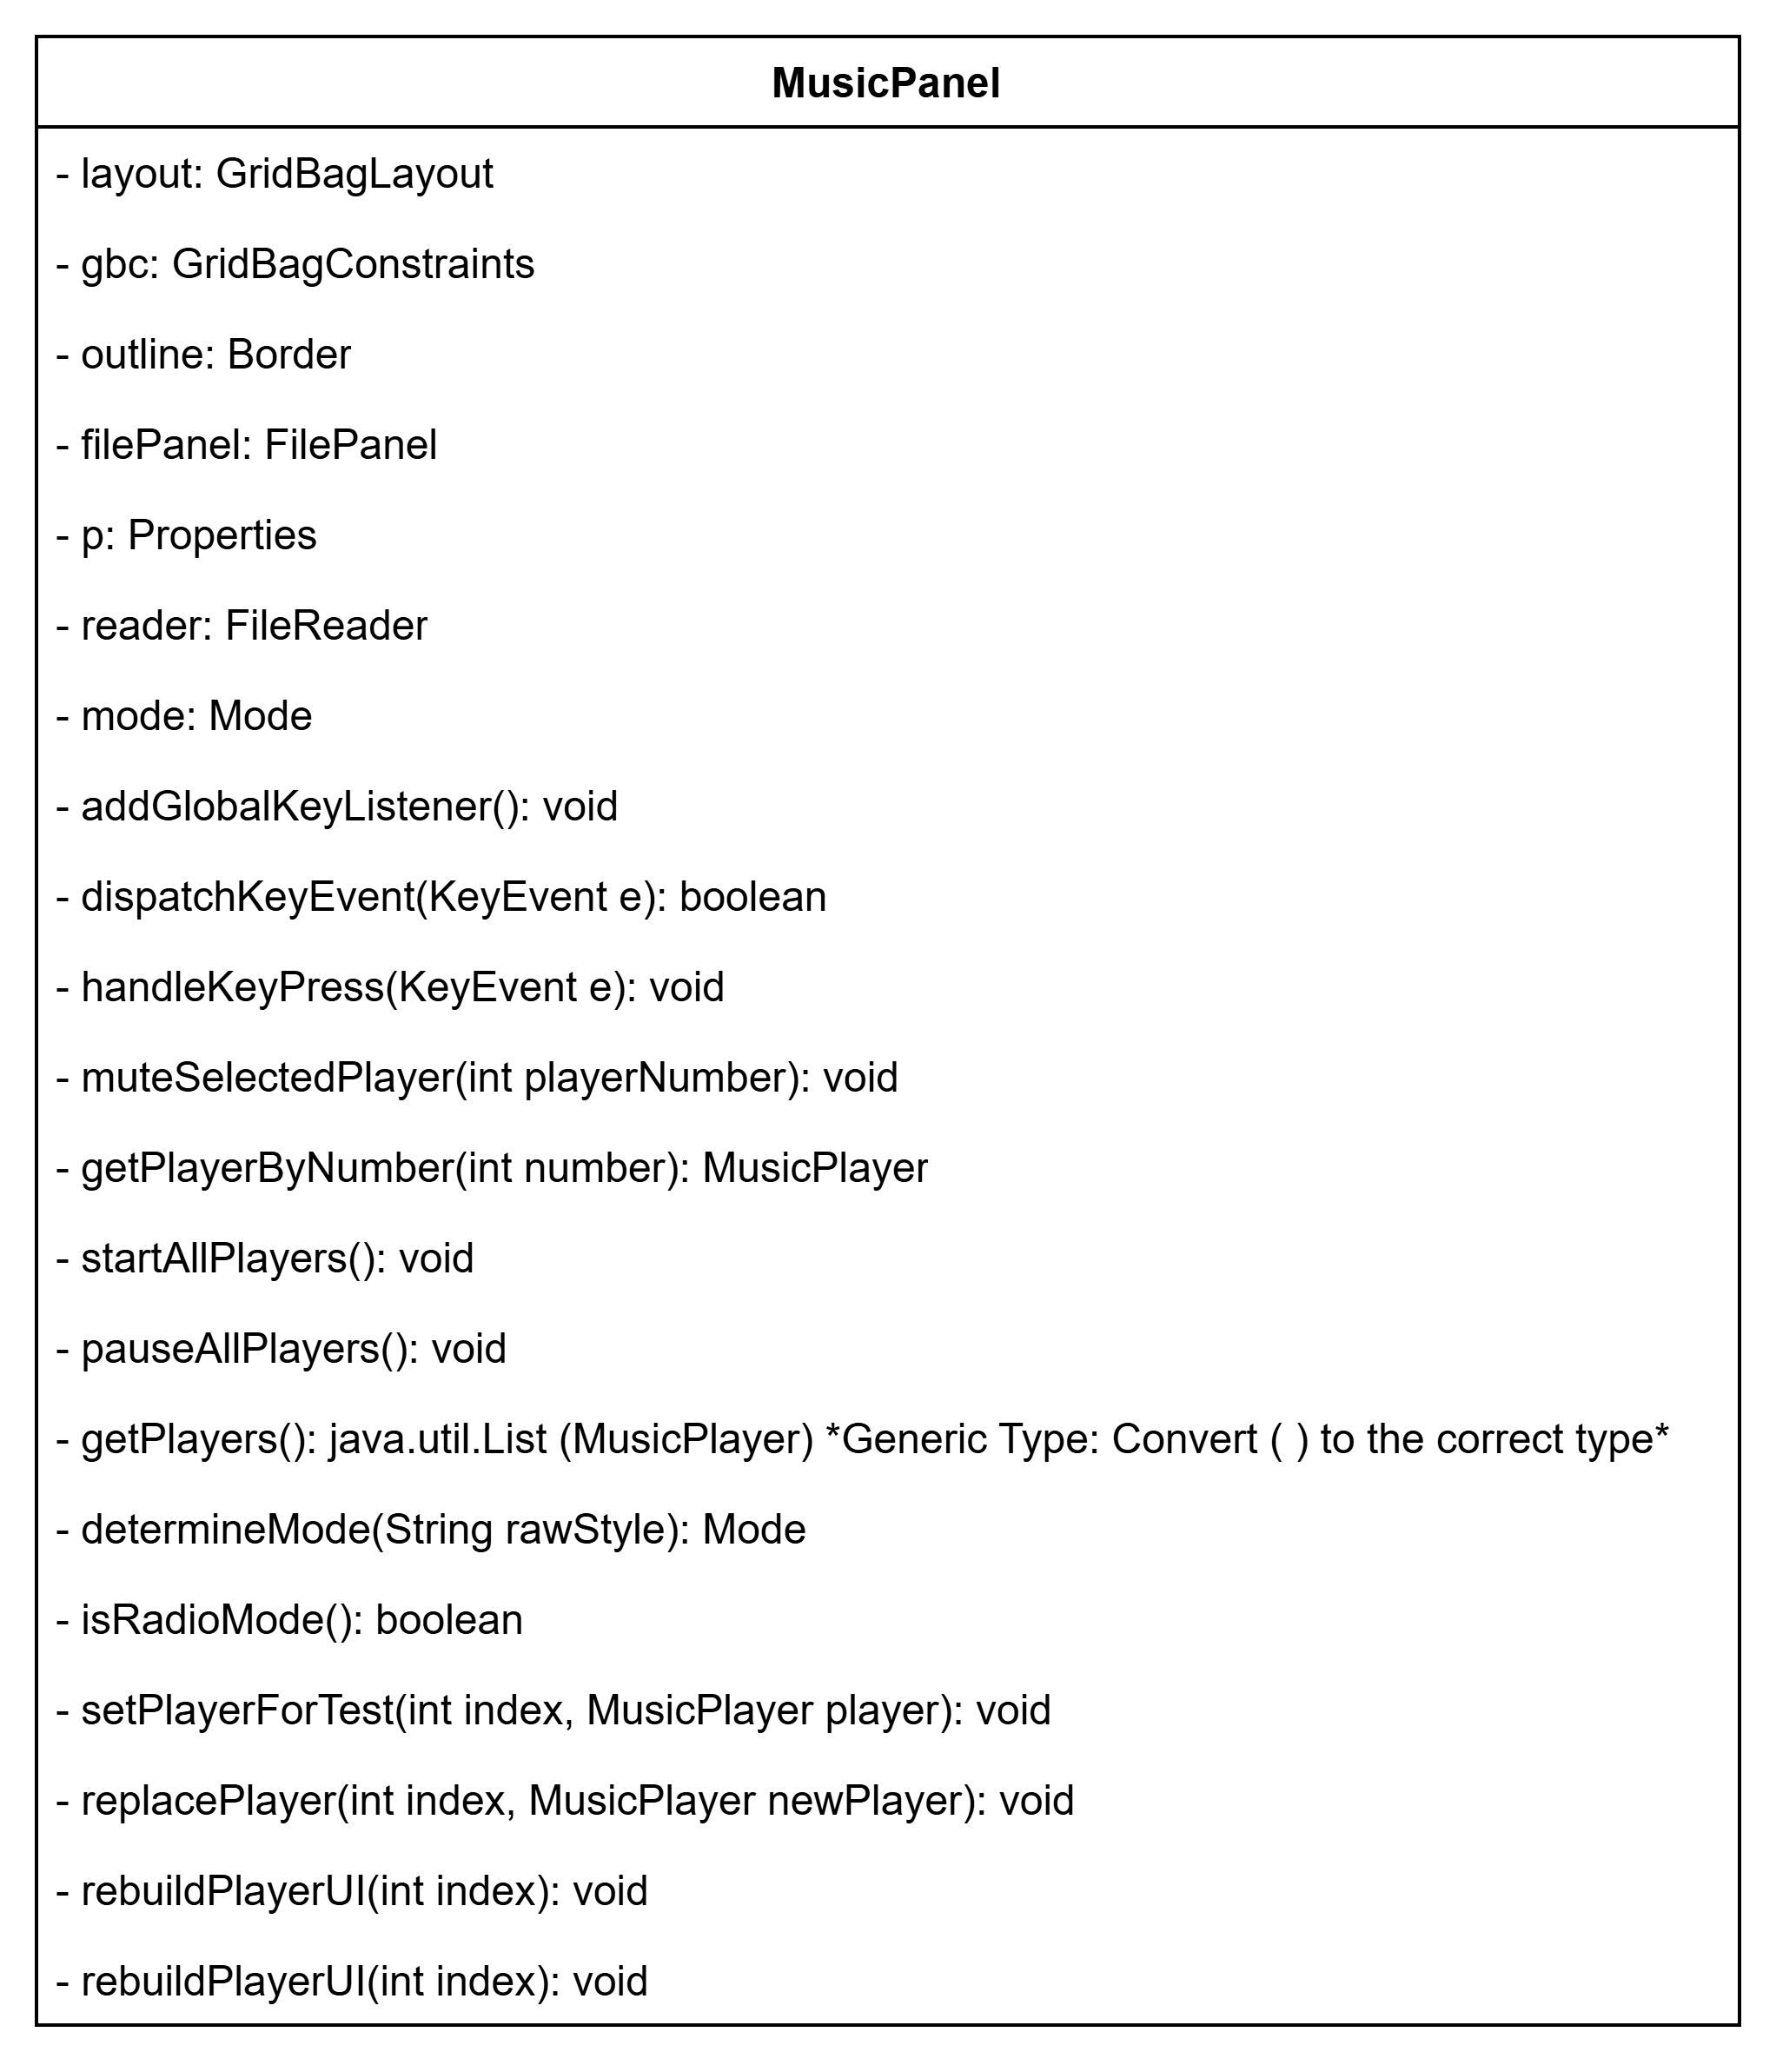 MusicPanel
- layout: GridBagLayout
- gbc: GridBagConstraints
- outline: Border
- filePanel: FilePanel
- p: Properties
- reader: FileReader
- mode: Mode
- addGlobalKeyListener(): void
- dispatchKeyEvent(KeyEvent e): boolean
- handleKeyPress(KeyEvent e): void
- muteSelectedPlayer(int playerNumber): void
- getPlayerByNumber(int number): MusicPlayer
- startAllPlayers(): void
- pauseAllPlayers(): void
- getPlayers(): java.util.List (MusicPlayer) *Generic Type: Convert ( ) to the correct type*
- determineMode(String rawStyle): Mode
- isRadioMode(): boolean
- setPlayerForTest(int index, MusicPlayer player): void
- replacePlayer(int index, MusicPlayer newPlayer): void
- rebuildPlayerUI(int index): void
- rebuildPlayerUI(int index): void